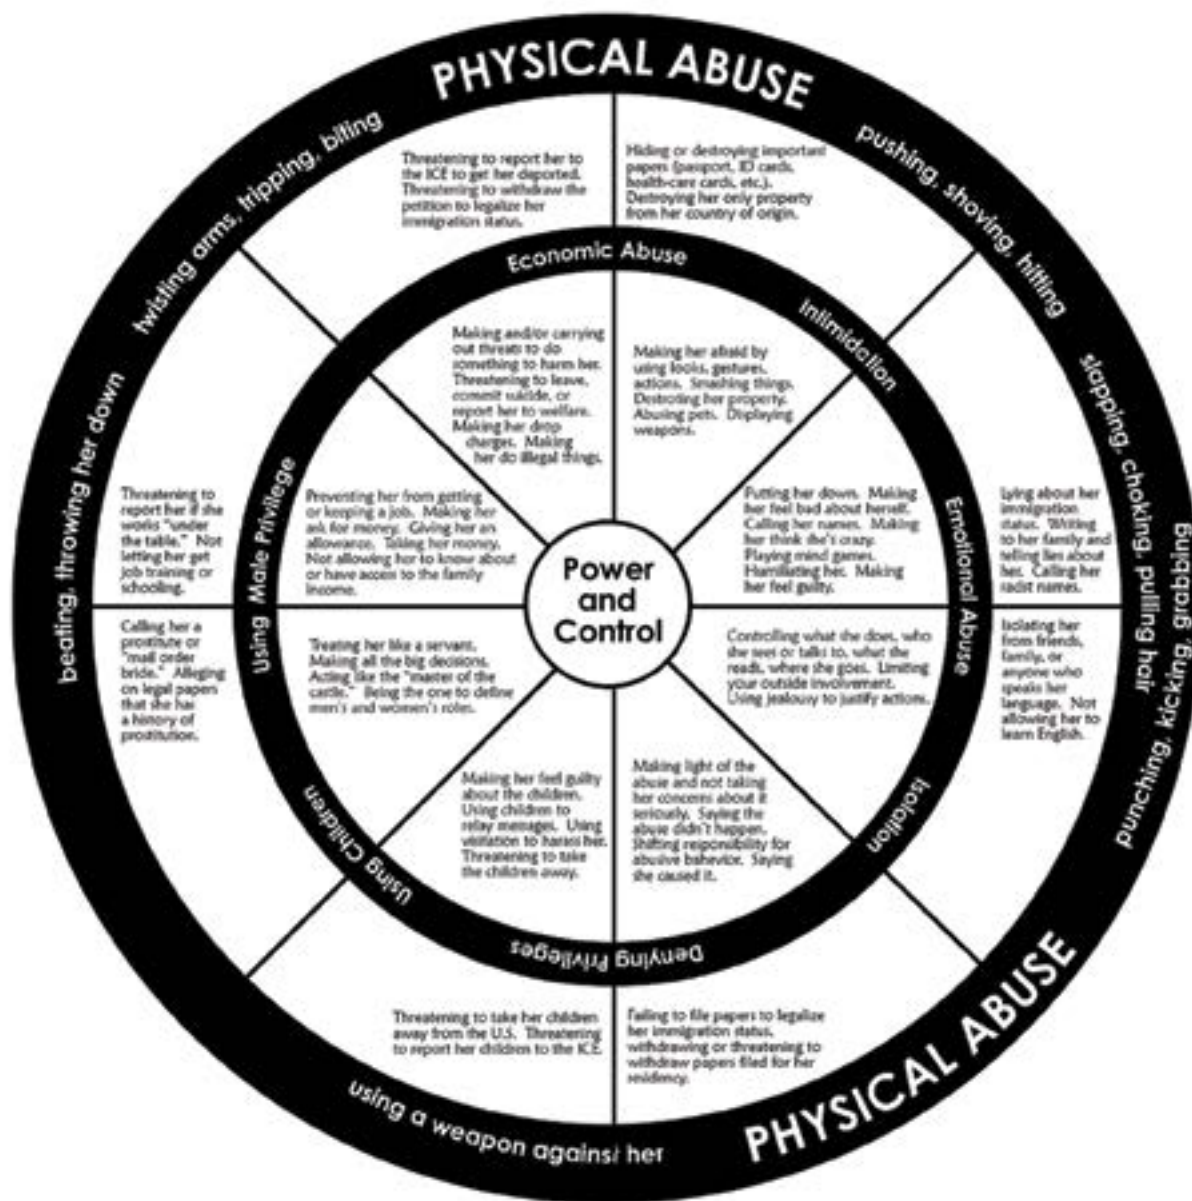 PHYSICAL ABUSE
pushing, shoving, hitting
slapping, choking, pulling hair
punching, kicking, grabbing
PHYSICAL ABUSE
using a weapon against her
beating, throwing her down
twisting arms, tripping, biting
Threatening to report her to
the ICE to get her deported.
Threatening to withdraw the
petition to legalize her
immigration status.
Hiding or destroying important
papers (passport, ID cards,
health-care cards, etc.).
Destroying her only property
from her country of origin.
Lying about her
immigration
status. Writing
to her family and
telling lies about
her. Calling her
racist names.
Isolating her
from friends,
family, or
anyone who
speaks her
language. Not
allowing her to
learn English.
Failing to file papers to legalize
her immigration status,
withdrawing or threatening to
withdraw papers filed for her
residency.
Threatening to take her children
away from the U.S. Threatening
to report her children to the ICE.
Calling her a
prostitute or
"mail order
bride." Alleging
on legal papers
that she has
a history of
prostitution.
Threatening to
report her if she
works "under
the table." Not
letting her get
job training or
schooling.
Economic Abuse
Intimidation
Emotional Abuse
Isolation
Denying Privileges
Using Children
Using Male Privilege
Making and/or carrying
out threats to do
something to harm her.
Threatening to leave,
commit suicide, or
report her to welfare.
Making her drop
charges. Making
her do illegal things.
Making her afraid by
using looks, gestures,
actions. Smashing things.
Destroting her property.
Abusing pets. Displaying
weapons.
Putting her down. Making
her feel bad about herself.
Calling her names. Making
her think she's crazy.
Playing mind games.
Humiliating her. Making
her feel guilty.
Controlling what she does, who
she sees or talks to, what she
reads, where she goes. Limiting
your outside involvement.
Using jealousy to justify actions.
Making light of the
abuse and not taking
her concerns about it
seriously. Saying the
abuse didn't happen.
Shifting responsibility for
abusive bahevior. Saying
she caused it.
Making her feel guilty
about the children.
Using children to
relay messages. Using
visitation to harass her.
Threatening to take
the children away.
Treating her like a servant.
Making all the big decisions.
Acting like the "master of the
castle." Being the one to define
men's and women's roles.
Preventing her from getting
or keeping a job. Making her
ask for money. Giving her an
allowance. Taking her money.
Not allowing her to know about
or have access to the family
income.
Power
and
Control